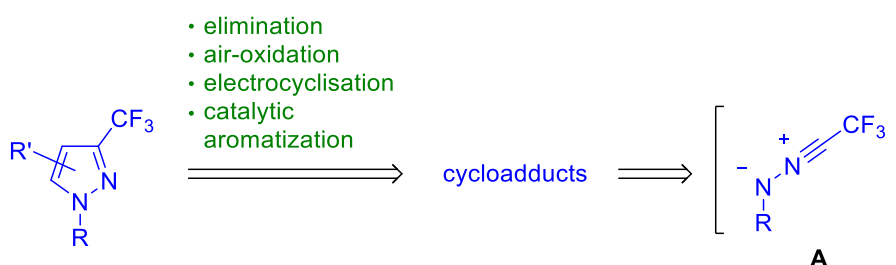 • elimination
• air-oxidation
• electrocyclisation
• catalytic
aromatization
CF3
R'
N
N
R
cycloadducts
CF3
+
N
−
N
R
A